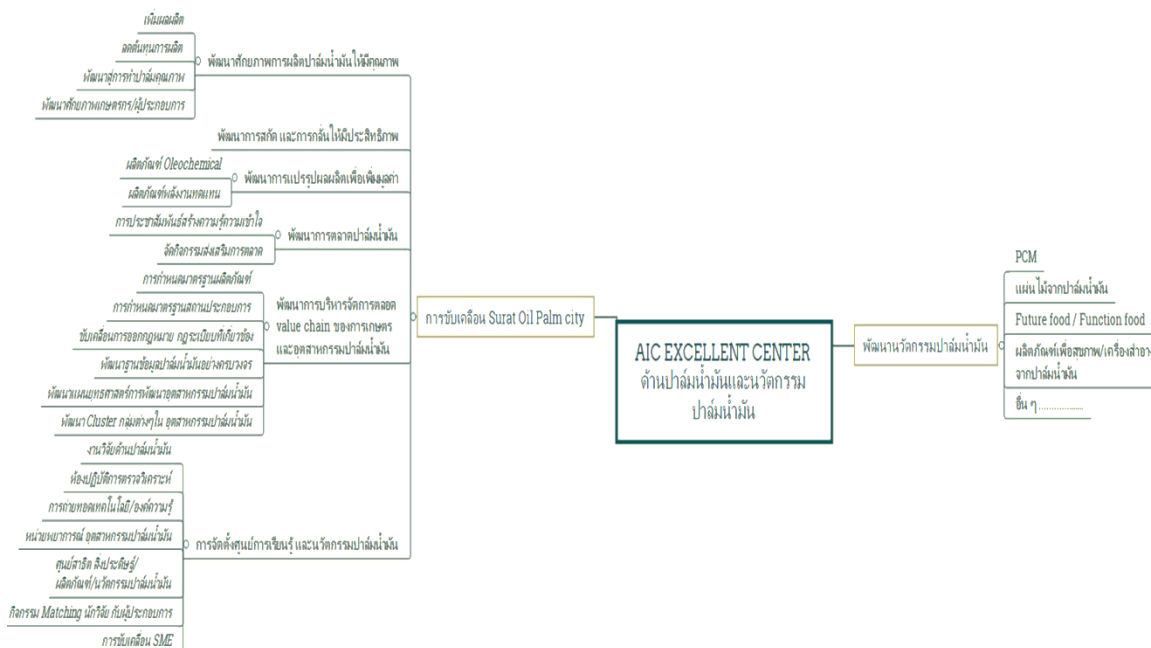 เพิ่มผลผลิต
ลดต้นทุนการผลิต
พัฒนาสู่การทำปาล์มคุณภาพ
พัฒนาศักยภาพเกษตรกร/ผู้ประกอบการ
พัฒนาศักยภาพการผลิตปาล์มน้ำมันให้มีคุณภาพ
พัฒนาการสกัด และการกลั่นให้มีประสิทธิภาพ
ผลิตภัณฑ์ Oleochemical
ผลิตภัณฑ์พลังงานทดแทน
พัฒนาการแปรรูปผลผลิตเพื่อเพิ่มมูลค่า
การประชาสัมพันธ์สร้างความรู้ความเข้าใจ
จัดกิจกรรมส่งเสริมการตลาด
พัฒนาการตลาดปาล์มน้ำมัน
การกำหนดมาตรฐานผลิตภัณฑ์
การกำหนดมาตรฐานสถานประกอบการ
ขับเคลื่อนการออกกฎหมาย กฎระเบียบที่เกี่ยวข้อง
พัฒนาฐานข้อมูลปาล์มน้ำมันอย่างครบวงจร
พัฒนาแผนยุทธศาสตร์การพัฒนาอุตสาหกรรมปาล์มน้ำมัน
พัฒนา Cluster กลุ่มต่างๆใน อุตสาหกรรมปาล์มน้ำมัน
พัฒนาการบริหารจัดการตลอด
value chain ของการเกษตร
และอุตสาหกรรมปาล์มน้ำมัน
งานวิจัยด้านปาล์มน้ำมัน
ห้องปฏิบัติการตรวจวิเคราะห์
การถ่ายทอดเทคโนโลยี/องค์ความรู้
หน่วยพยากรณ์ อุตสาหกรรมปาล์มน้ำมัน
ศูนย์สาธิต สิ่งประดิษฐ์/
ผลิตภัณฑ์/นวัตกรรมปาล์มน้ำมัน
กิจกรรม Matching นักวิจัย กับผู้ประกอบการ
การขับเคลื่อน SME
การจัดตั้งศูนย์การเรียนรู้ และนวัตกรรมปาล์มน้ำมัน
การขับเคลื่อน Surat Oil Palm city
AIC EXCELLENT CENTER
ด้านปาล์มน้ำมันและนวัตกรรม
ปาล์มน้ำมัน
พัฒนานวัตกรรมปาล์มน้ำมัน
PCM
แผ่นไม้จากปาล์มน้ำมัน
Future food / Function food
ผลิตภัณฑ์เพื่อสุขภาพ/เครื่องสำอาง
จากปาล์มน้ำมัน
อื่น ๆ ................